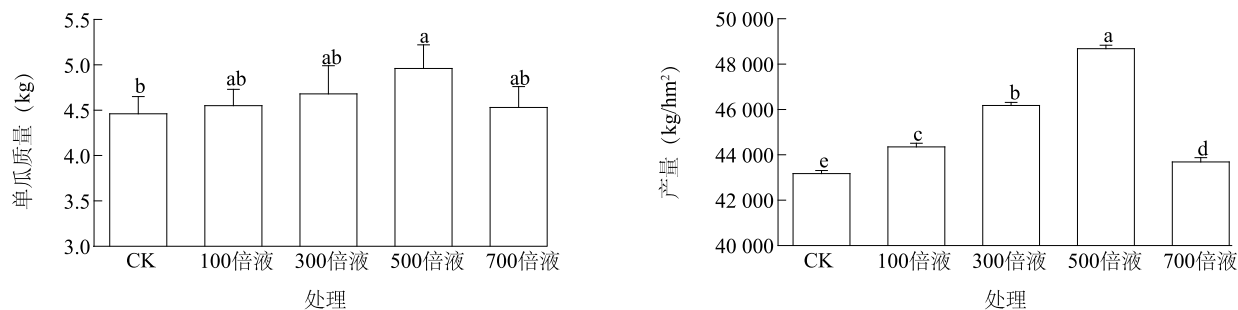 5.5
5.0
4.5
4.0
3.5
3.0
单瓜质量（kg）
b
ab
ab
a
ab
CK
100倍液
300倍液
500倍液
700倍液
处理
50 000
48 000
46 000
44 000
42 000
40 000
产量（kg/hm²）
e
c
b
a
d
CK
100倍液
300倍液
500倍液
700倍液
处理